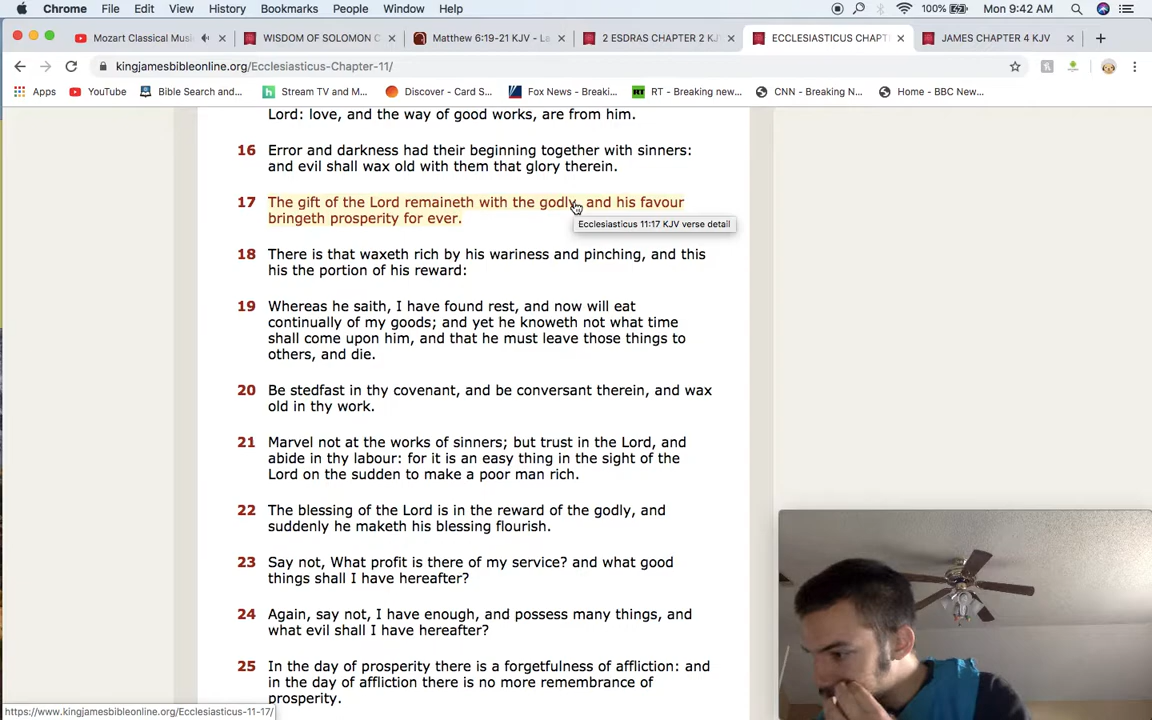 Chrome File Edit View History Bookmarks People Window Help 100% Mon 9:42 AM
Mozart Classical Musi WISDOM OF SOLOMON C Matthew 6:19-21 KJV - La 2 ESDRAS CHAPTER 2 KJ ECCLESIASTICUS CHAPT JAMES CHAPTER 4 KJV
kingjamesbibleonline.org/Ecclesiasticus-Chapter-11/
Apps YouTube Bible Search and... Stream TV and M... Discover - Card S... Fox News - Breaki... RT - Breaking new... CNN - Breaking N... Home - BBC New...
Lord: love, and the way of good works, are from him.
16 Error and darkness had their beginning together with sinners:
and evil shall wax old with them that glory therein.
17 The gift of the Lord remaineth with the godly, and his favour
bringeth prosperity for ever.
Ecclesiasticus 11:17 KJV verse detail
18 There is that waxeth rich by his wariness and pinching, and this
his the portion of his reward:
19 Whereas he saith, I have found rest, and now will eat
continually of my goods; and yet he knoweth not what time
shall come upon him, and that he must leave those things to
others, and die.
20 Be stedfast in thy covenant, and be conversant therein, and wax
old in thy work.
21 Marvel not at the works of sinners; but trust in the Lord, and
abide in thy labour: for it is an easy thing in the sight of the
Lord on the sudden to make a poor man rich.
22 The blessing of the Lord is in the reward of the godly, and
suddenly he maketh his blessing flourish.
23 Say not, What profit is there of my service? and what good
things shall I have hereafter?
24 Again, say not, I have enough, and possess many things, and
what evil shall I have hereafter?
25 In the day of prosperity there is a forgetfulness of affliction: and
in the day of affliction there is no more remembrance of
prosperity.
https://www.kingjamesbibleonline.org/Ecclesiasticus-11-17/